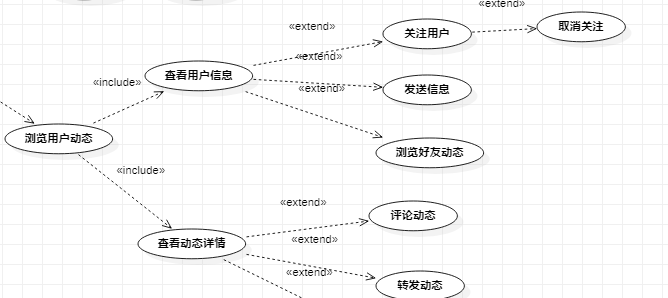 «extend»
取消关注
«extend»
关注用户
«extend»
查看用户信息
«include»
«extend»
发送信息
浏览用户动态
浏览好友动态
«include»
«extend»
评论动态
«extend»
查看动态详情
«extend»
转发动态